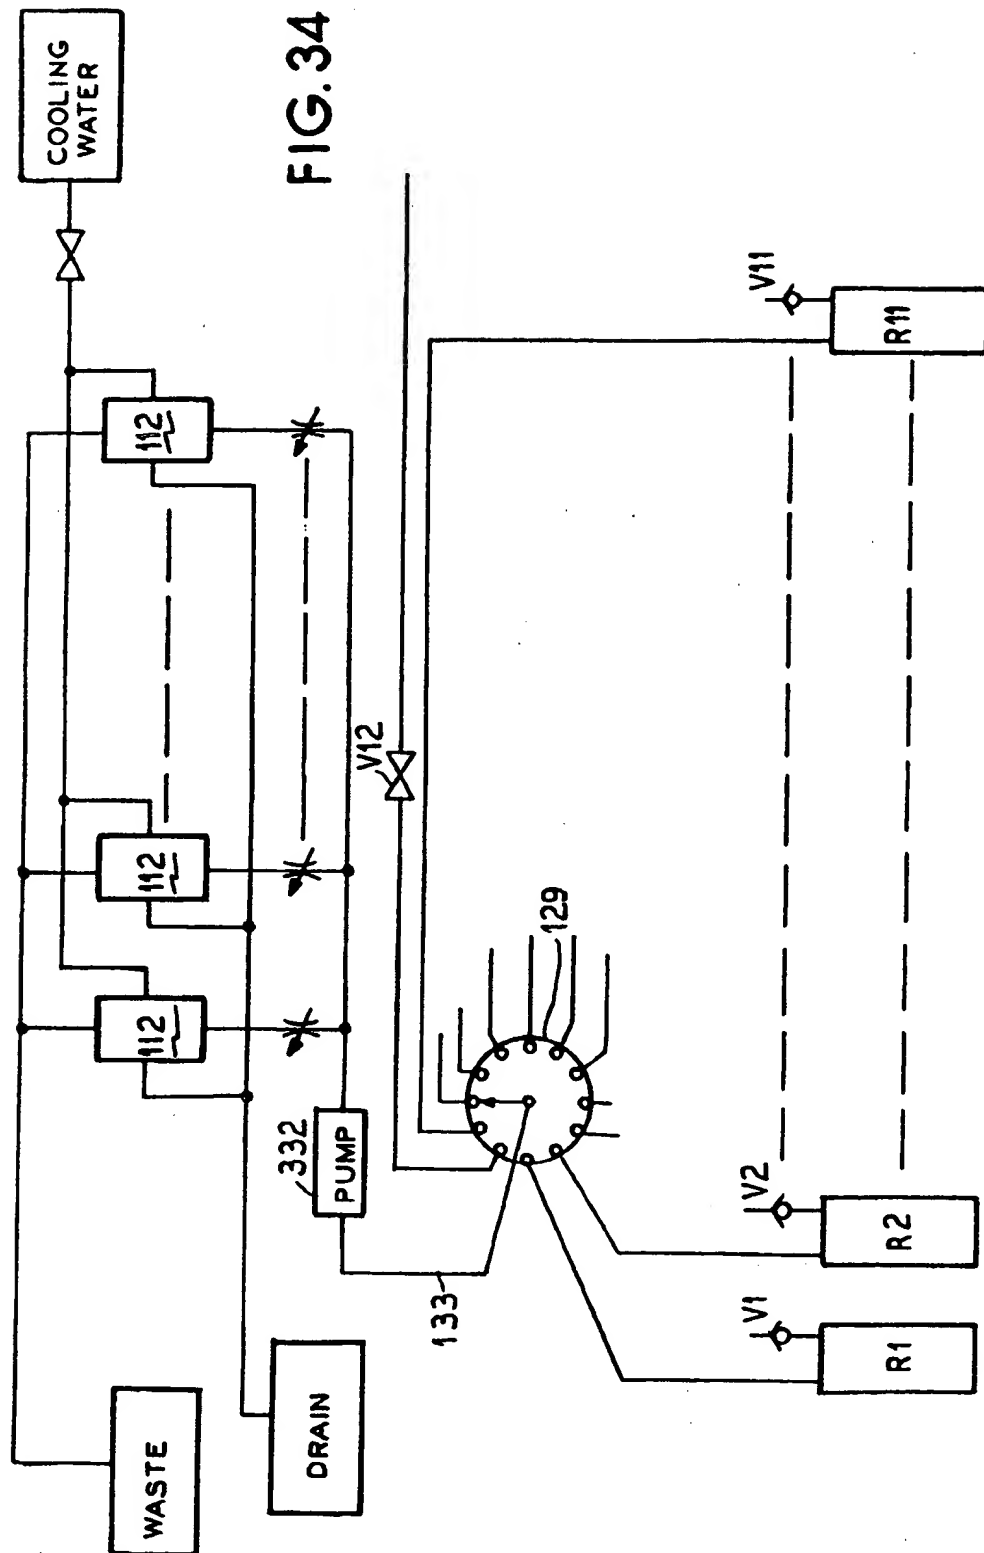 COOLING
WATER
FIG. 34
112
112
112
332
PUMP
133
V12
129
WASTE
DRAIN
V11
R11
V2
R2
V1
R1